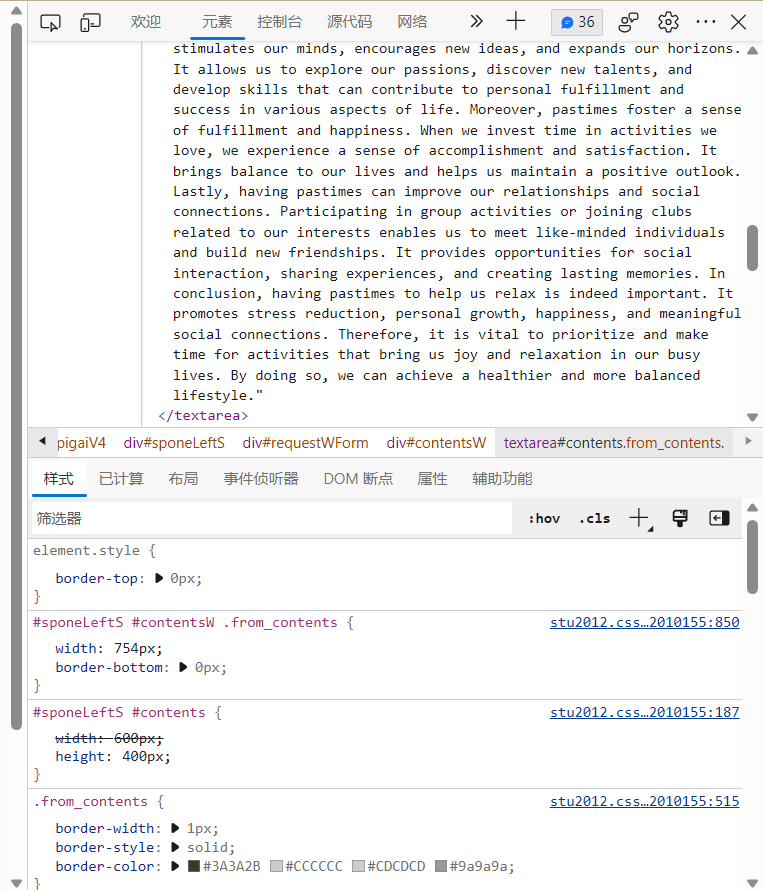 欢迎 元素 控制台 源代码 网络 36
stimulates our minds, encourages new ideas, and expands our horizons.
It allows us to explore our passions, discover new talents, and
develop skills that can contribute to personal fulfillment and
success in various aspects of life. Moreover, pastimes foster a sense
of fulfillment and happiness. When we invest time in activities we
love, we experience a sense of accomplishment and satisfaction. It
brings balance to our lives and helps us maintain a positive outlook.
Lastly, having pastimes can improve our relationships and social
connections. Participating in group activities or joining clubs
related to our interests enables us to meet like-minded individuals
and build new friendships. It provides opportunities for social
interaction, sharing experiences, and creating lasting memories. In
conclusion, having pastimes to help us relax is indeed important. It
promotes stress reduction, personal growth, happiness, and meaningful
social connections. Therefore, it is vital to prioritize and make
time for activities that bring us joy and relaxation in our busy
lives. By doing so, we can achieve a healthier and more balanced
lifestyle."
</textarea>
pigaiV4 div#sponeLeftS div#requestWForm div#contentsW textarea#contents.from_contents.
样式 已计算 布局 事件侦听器 DOM 断点 属性 辅助功能
筛选器 :hov .cls
element.style {
border-top: 0px;
}
#sponeLeftS #contentsW .from_contents { stu2012.css…2010155:850
width: 754px;
border-bottom: 0px;
}
#sponeLeftS #contents { stu2012.css…2010155:187
width: 600px;
height: 400px;
}
.from_contents { stu2012.css…2010155:515
border-width: 1px;
border-style: solid;
border-color: #3A3A2B #CCCCCC #CDCDCD #9a9a9a;
}